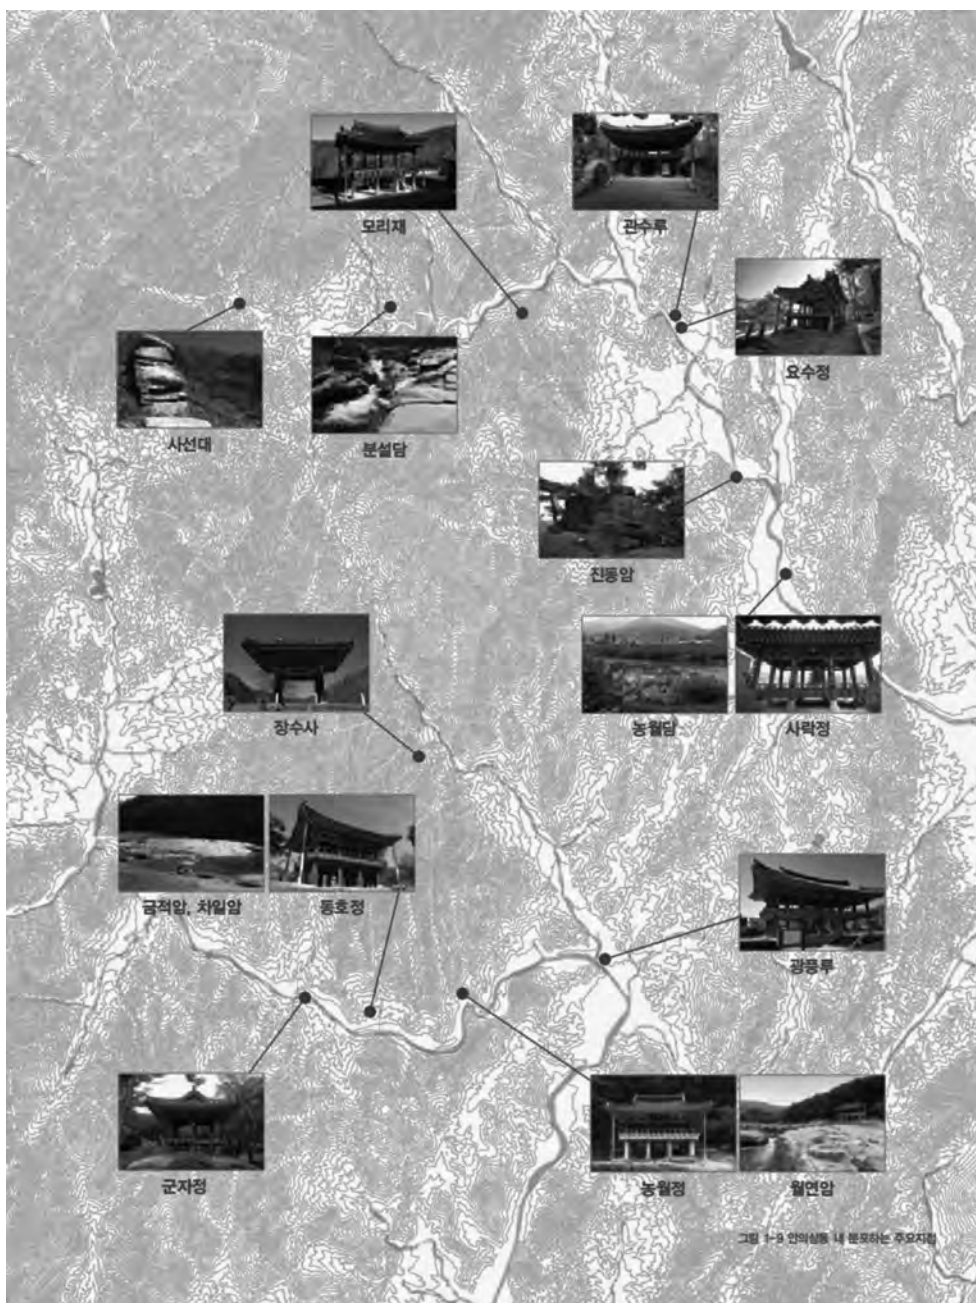 모리재
관수루
요수정
사선대
분설담
진동암
장수사
농월담
사락정
금적암, 차일암
동호정
광풍루
군자정
농월정
월연암
그림 1-9 안의삼동 내 분포하는 주요지점